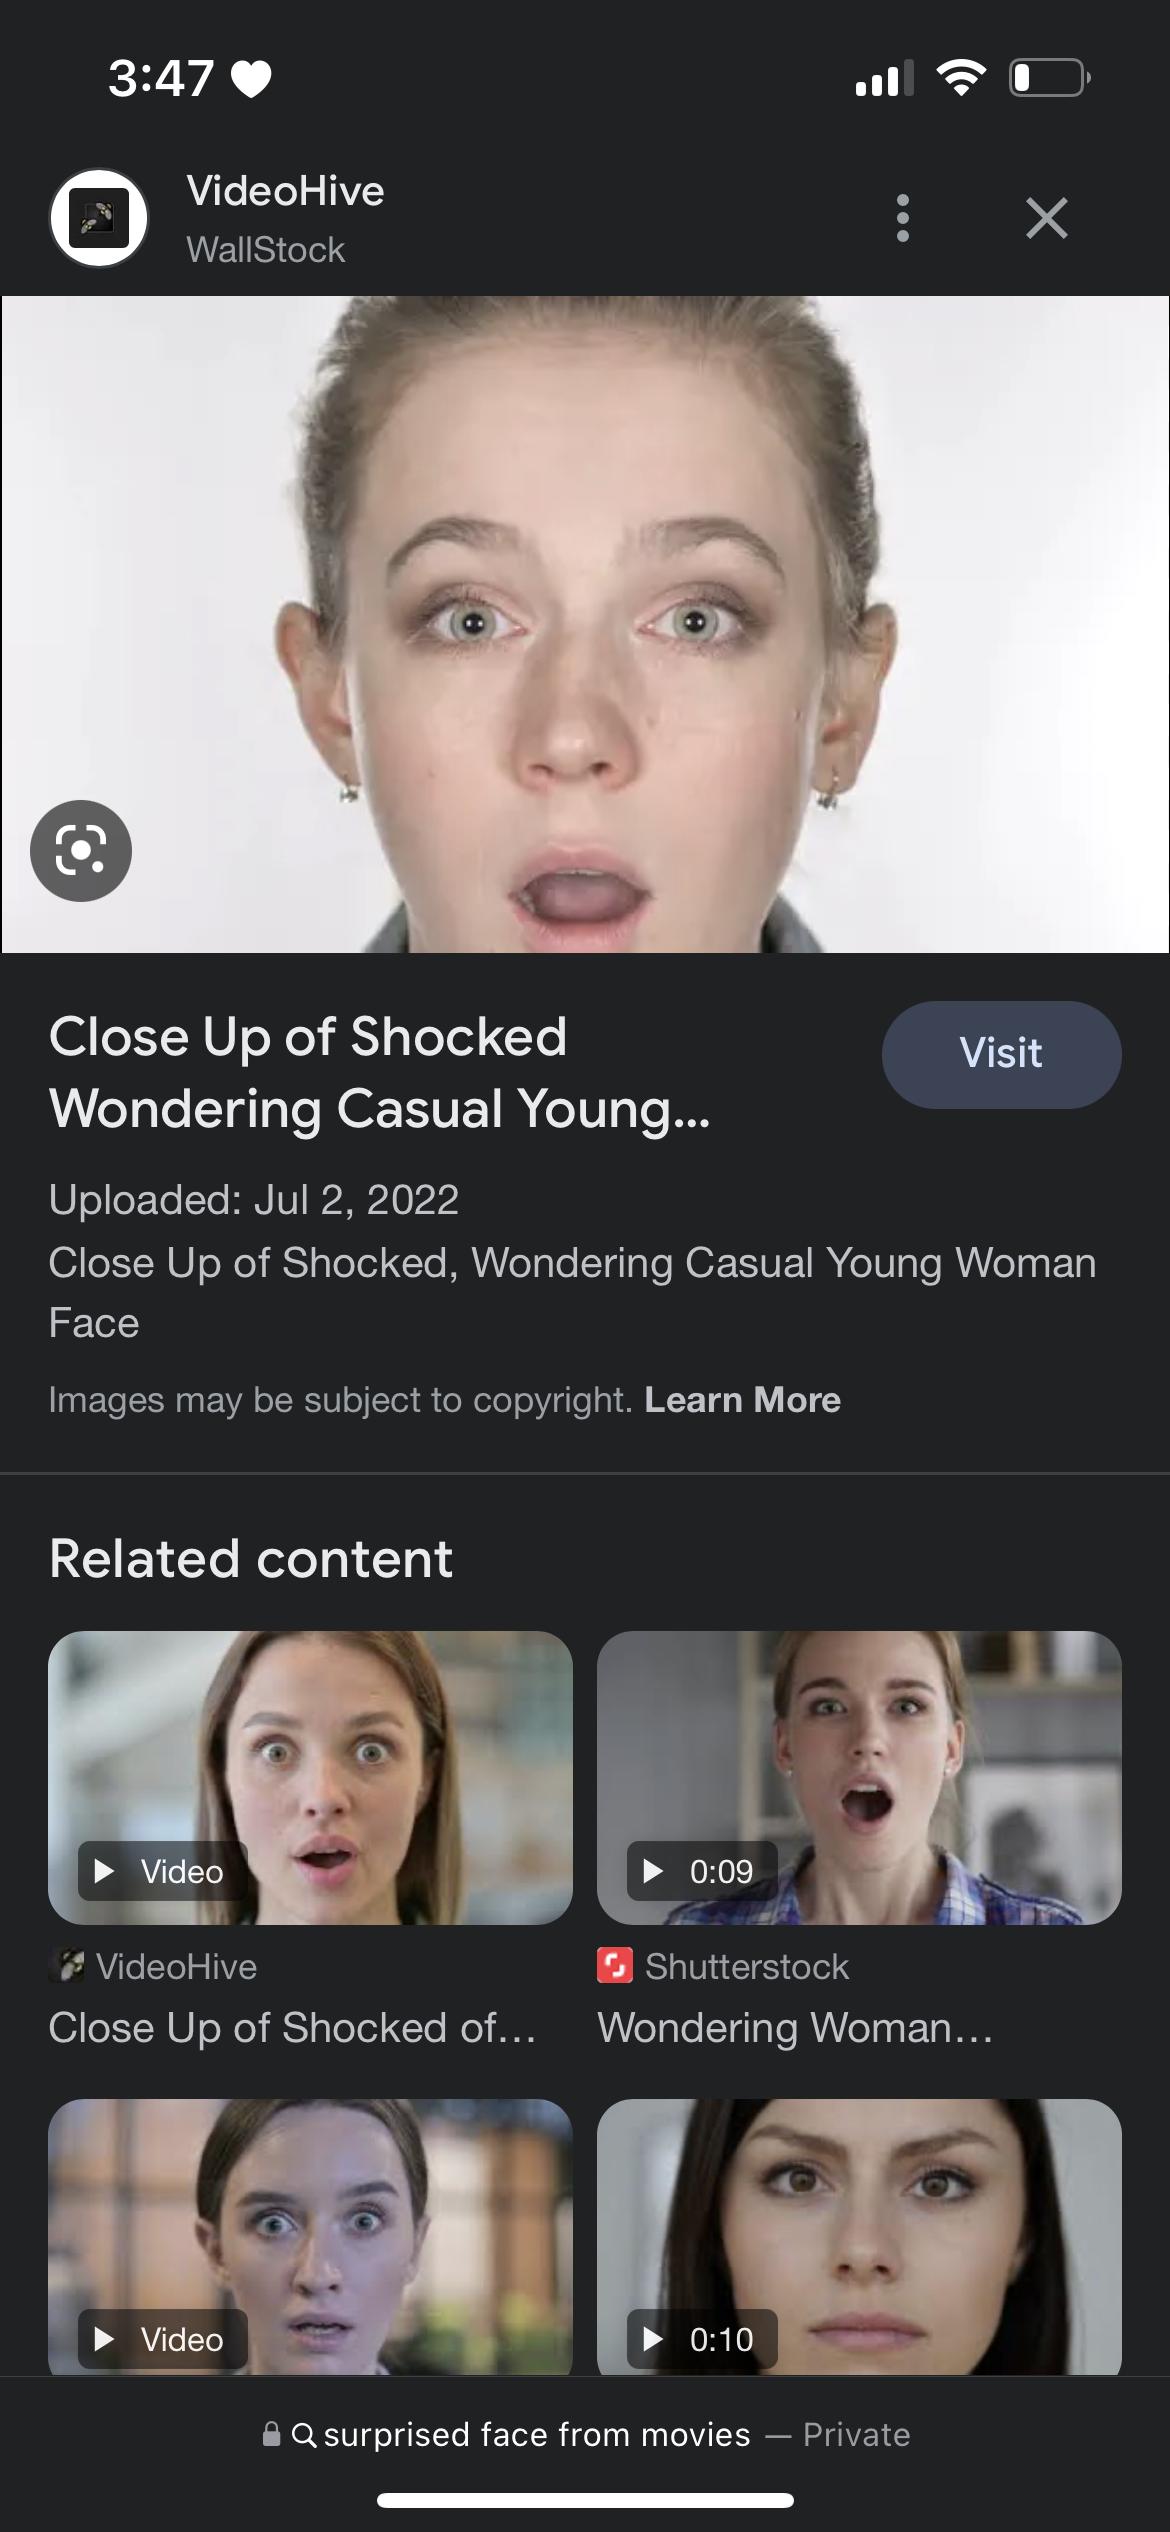 3:47
VideoHive
WallStock
Close Up of Shocked
Wondering Casual Young...
Visit
Uploaded: Jul 2, 2022
Close Up of Shocked, Wondering Casual Young Woman
Face
Images may be subject to copyright. Learn More
Related content
Video
0:09
VideoHive
Shutterstock
Close Up of Shocked of...
Wondering Woman...
Video
0:10
surprised face from movies — Private